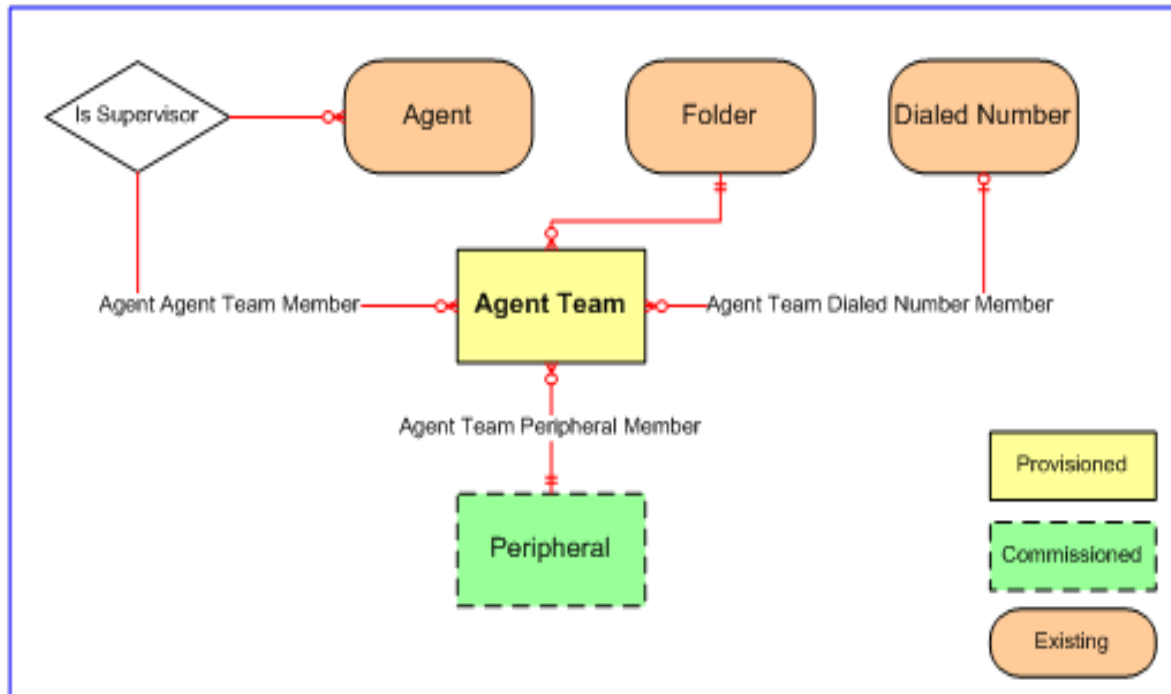 Is Supervisor
Agent
Folder
Dialed Number
Agent Team
Agent Agent Team Member
Agent Team Dialed Number Member
Agent Team Peripheral Member
Peripheral
Provisioned
Commissioned
Existing